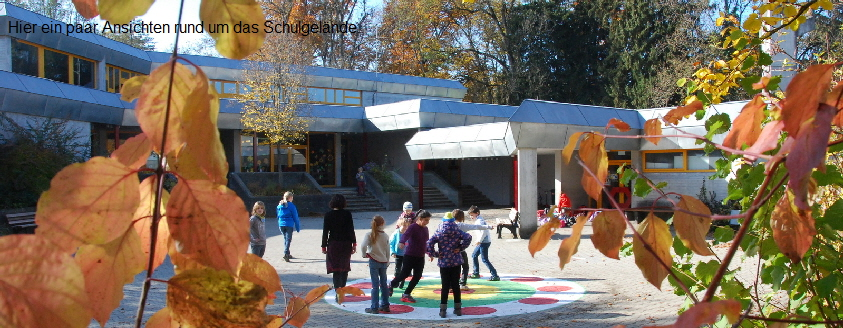 Hier ein paar Ansichten rund um das Schulgelände: